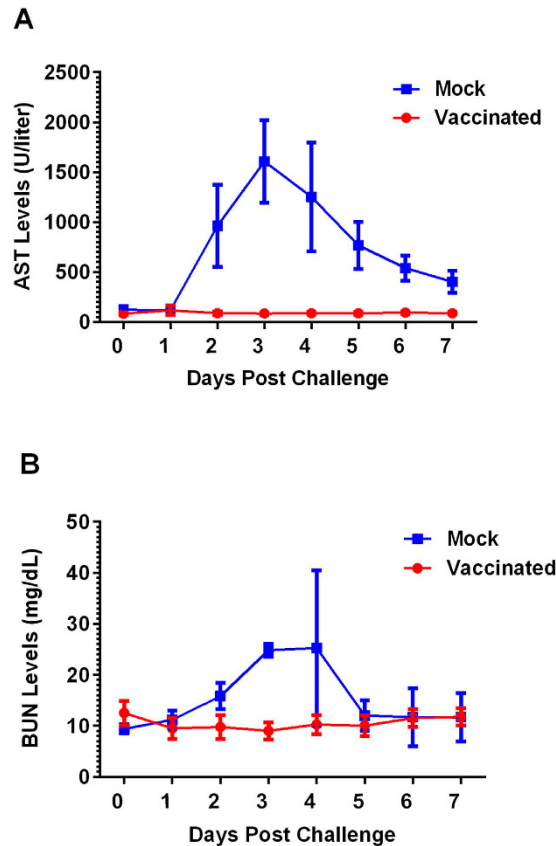 A
AST Levels (U/liter)
2500
2000
1500
1000
500
0
Mock
Vaccinated
0 1 2 3 4 5 6 7
Days Post Challenge
B
BUN Levels (mg/dL)
50
40
30
20
10
0
Mock
Vaccinated
0 1 2 3 4 5 6 7
Days Post Challenge